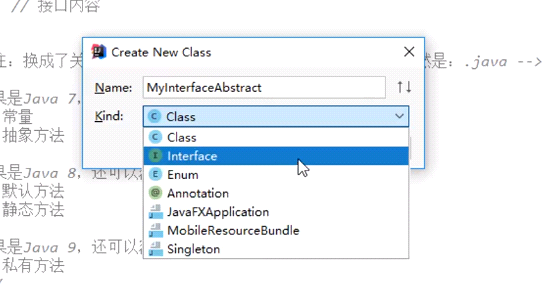 // 接口内容
Create New Class
注：换成了关
然是：.java -->
Name: MyInterfaceAbstract
Kind: Class
果是Java 7，
常量
抽象方法
Class
Interface
Enum
Annotation
JavaFXApplication
MobileResourceBundle
Singleton
果是Java 8，还可以
默认方法
静态方法
果是Java 9，还可以
私有方法